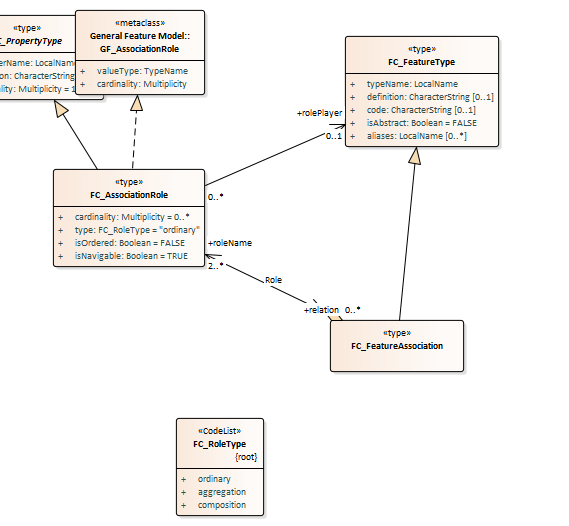 «type»
C_PropertyType
erName: LocalName
on: CharacterString
lity: Multiplicity = 1
«metaclass»
General Feature Model::
GF_AssociationRole
+ valueType: TypeName
+ cardinality: Multiplicity
«type»
FC_FeatureType
+ typeName: LocalName
+ definition: CharacterString [0..1]
+ code: CharacterString [0..1]
+ isAbstract: Boolean = FALSE
+ aliases: LocalName [0..*]
+rolePlayer
0..1
«type»
FC_AssociationRole
+ cardinality: Multiplicity = 0..*
+ type: FC_RoleType = "ordinary"
+ isOrdered: Boolean = FALSE
+ isNavigable: Boolean = TRUE
0..*
+roleName
2..*
Role
+relation 0..*
«type»
FC_FeatureAssociation
«CodeList»
FC_RoleType
{root}
+ ordinary
+ aggregation
+ composition